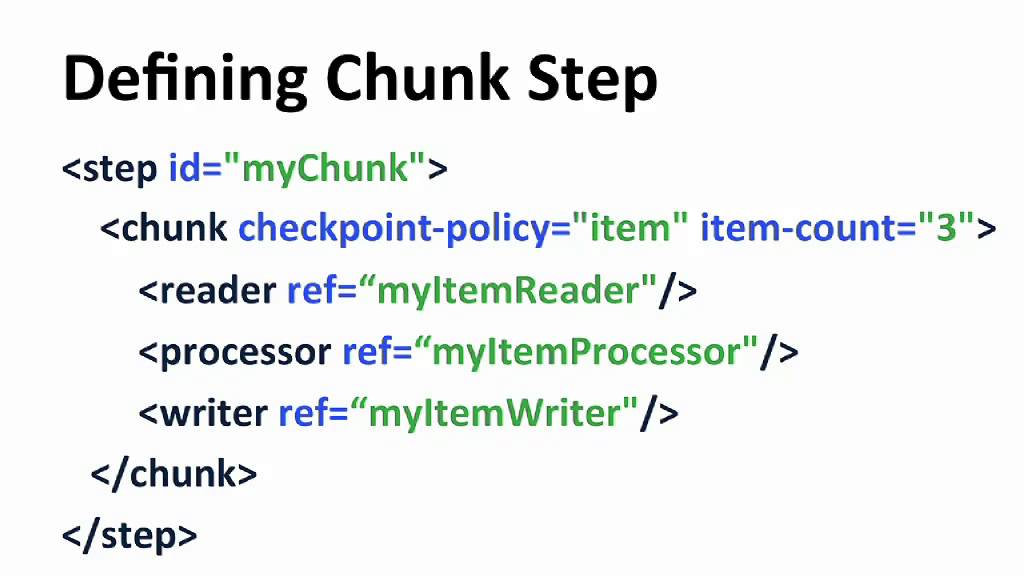 Defining Chunk Step
<step id="myChunk">
<chunk checkpoint-policy="item" item-count="3">
<reader ref=“myItemReader"/>
<processor ref=“myItemProcessor"/>
<writer ref=“myItemWriter"/>
</chunk>
</step>